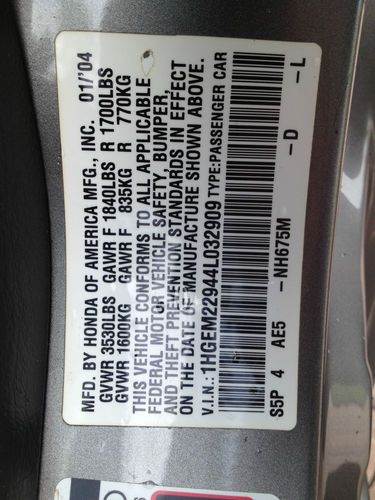 MFD. BY HONDA OF AMERICA MFG., INC. 01/'04
GVWR 3530LBS GAWR F 1840LBS R 1700LBS
GVWR 1600KG GAWR F 835KG R 770KG
THIS VEHICLE CONFORMS TO ALL APPLICABLE
FEDERAL MOTOR VEHICLE SAFETY, BUMPER,
AND THEFT PREVENTION STANDARDS IN EFFECT
ON THE DATE OF MANUFACTURE SHOWN ABOVE.
V.I.N.: 1HGEM22944L032909 TYPE:PASSENGER CAR
S5P 4 AE5 -NH675M -D -L